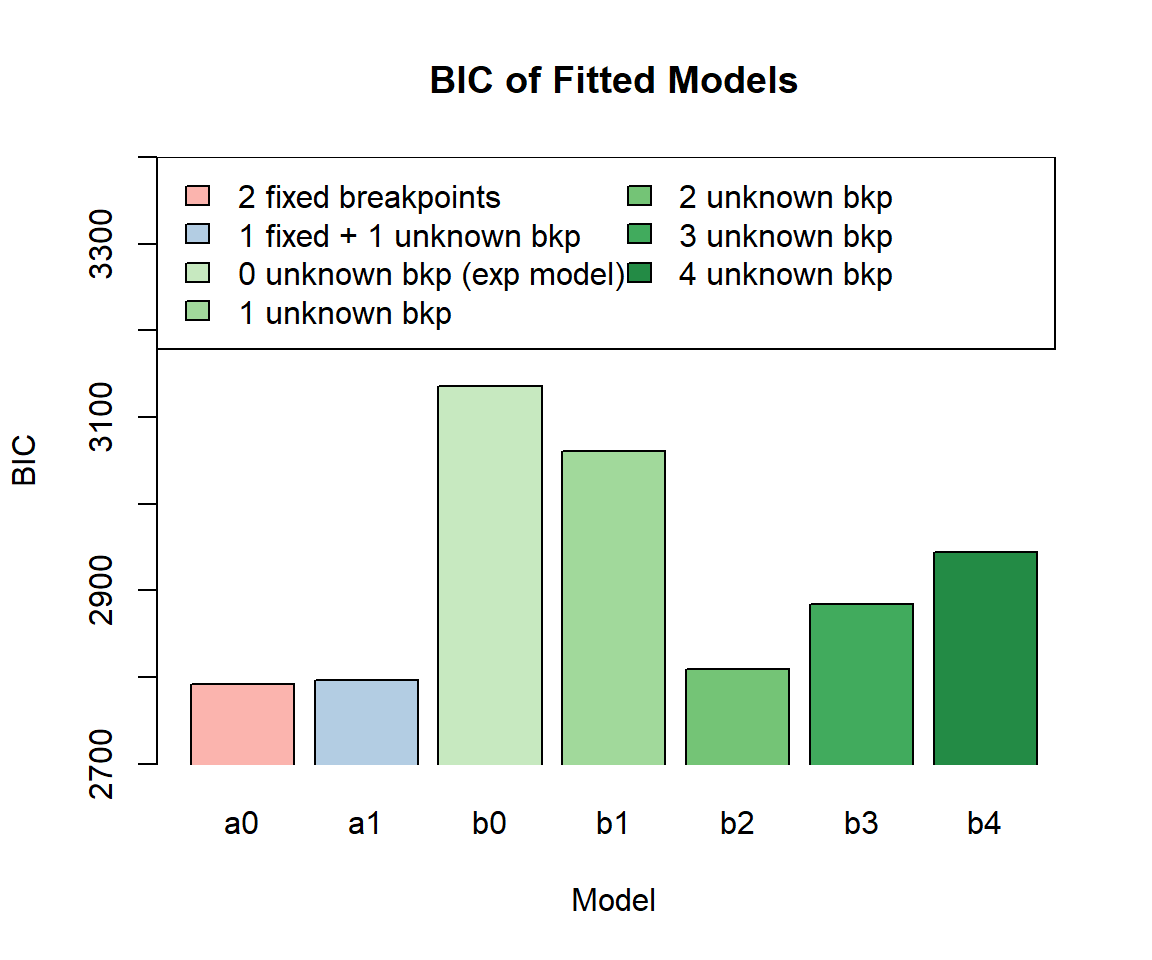 BIC of Fitted Models
2 fixed breakpoints
1 fixed + 1 unknown bkp
0 unknown bkp (exp model)
1 unknown bkp
2 unknown bkp
3 unknown bkp
4 unknown bkp
BIC
3300
3100
2900
2700
a0 a1 b0 b1 b2 b3 b4
Model